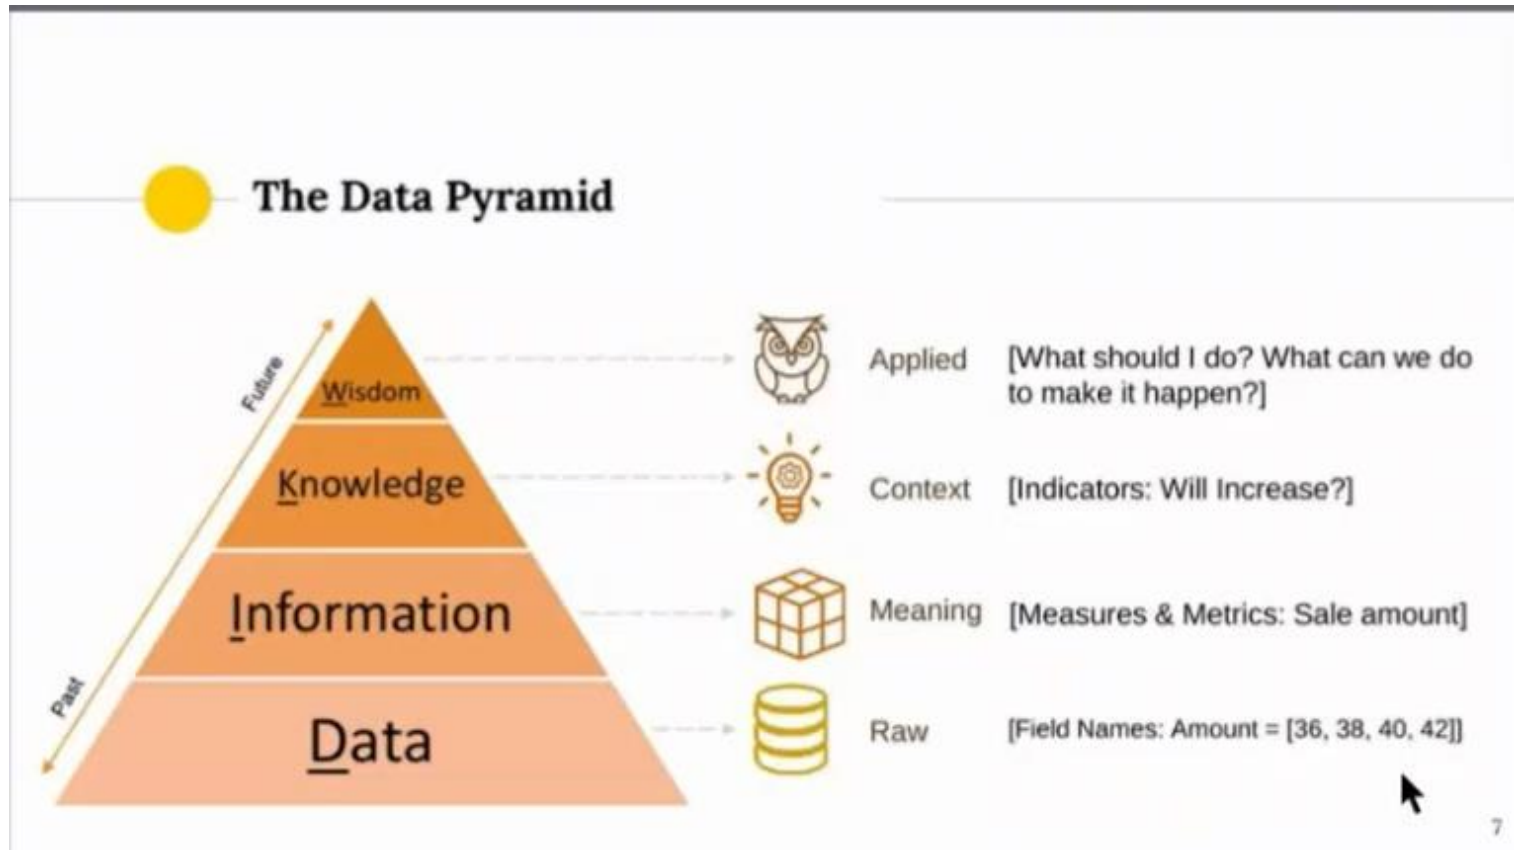 The Data Pyramid
Future
Past
Wisdom
Knowledge
Information
Data
Applied
[What should I do? What can we do
to make it happen?]
Context
[Indicators: Will Increase?]
Meaning
[Measures & Metrics: Sale amount]
Raw
[Field Names: Amount = [36, 38, 40, 42]]
7